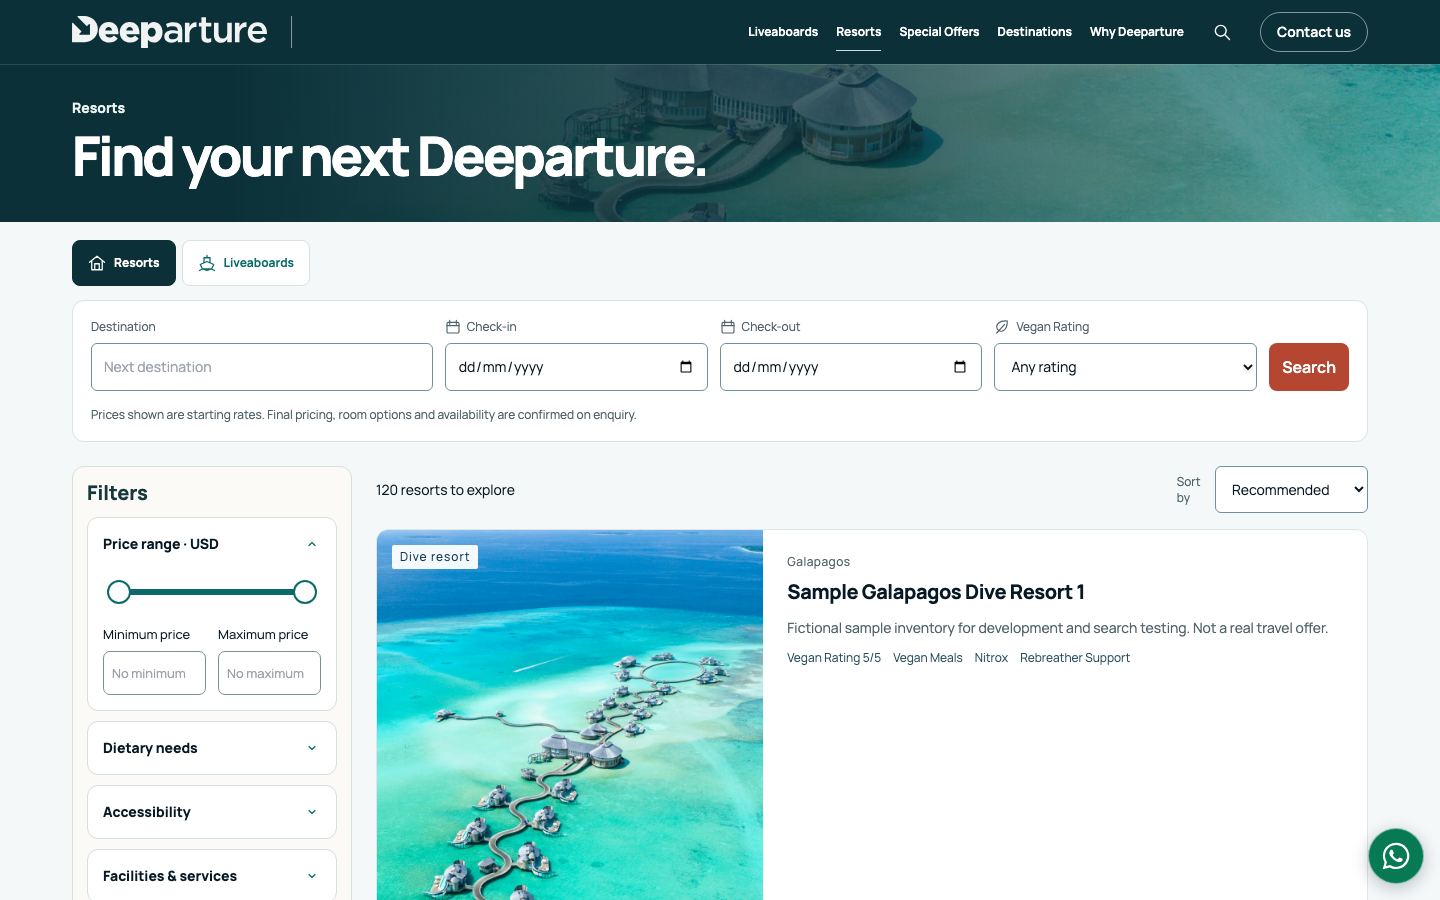 Deeparture
Liveaboards Resorts Special Offers Destinations Why Deeparture Contact us
Resorts
Find your next Deeparture.
Resorts Liveaboards
Destination Check-in Check-out Vegan Rating
Next destination dd/mm/yyyy dd/mm/yyyy Any rating Search
Prices shown are starting rates. Final pricing, room options and availability are confirmed on enquiry.
Filters
Price range · USD
Minimum price Maximum price
No minimum No maximum
Dietary needs
Accessibility
Facilities & services
120 resorts to explore
Sort
by
Recommended
Dive resort
Galapagos
Sample Galapagos Dive Resort 1
Fictional sample inventory for development and search testing. Not a real travel offer.
Vegan Rating 5/5 Vegan Meals Nitrox Rebreather Support